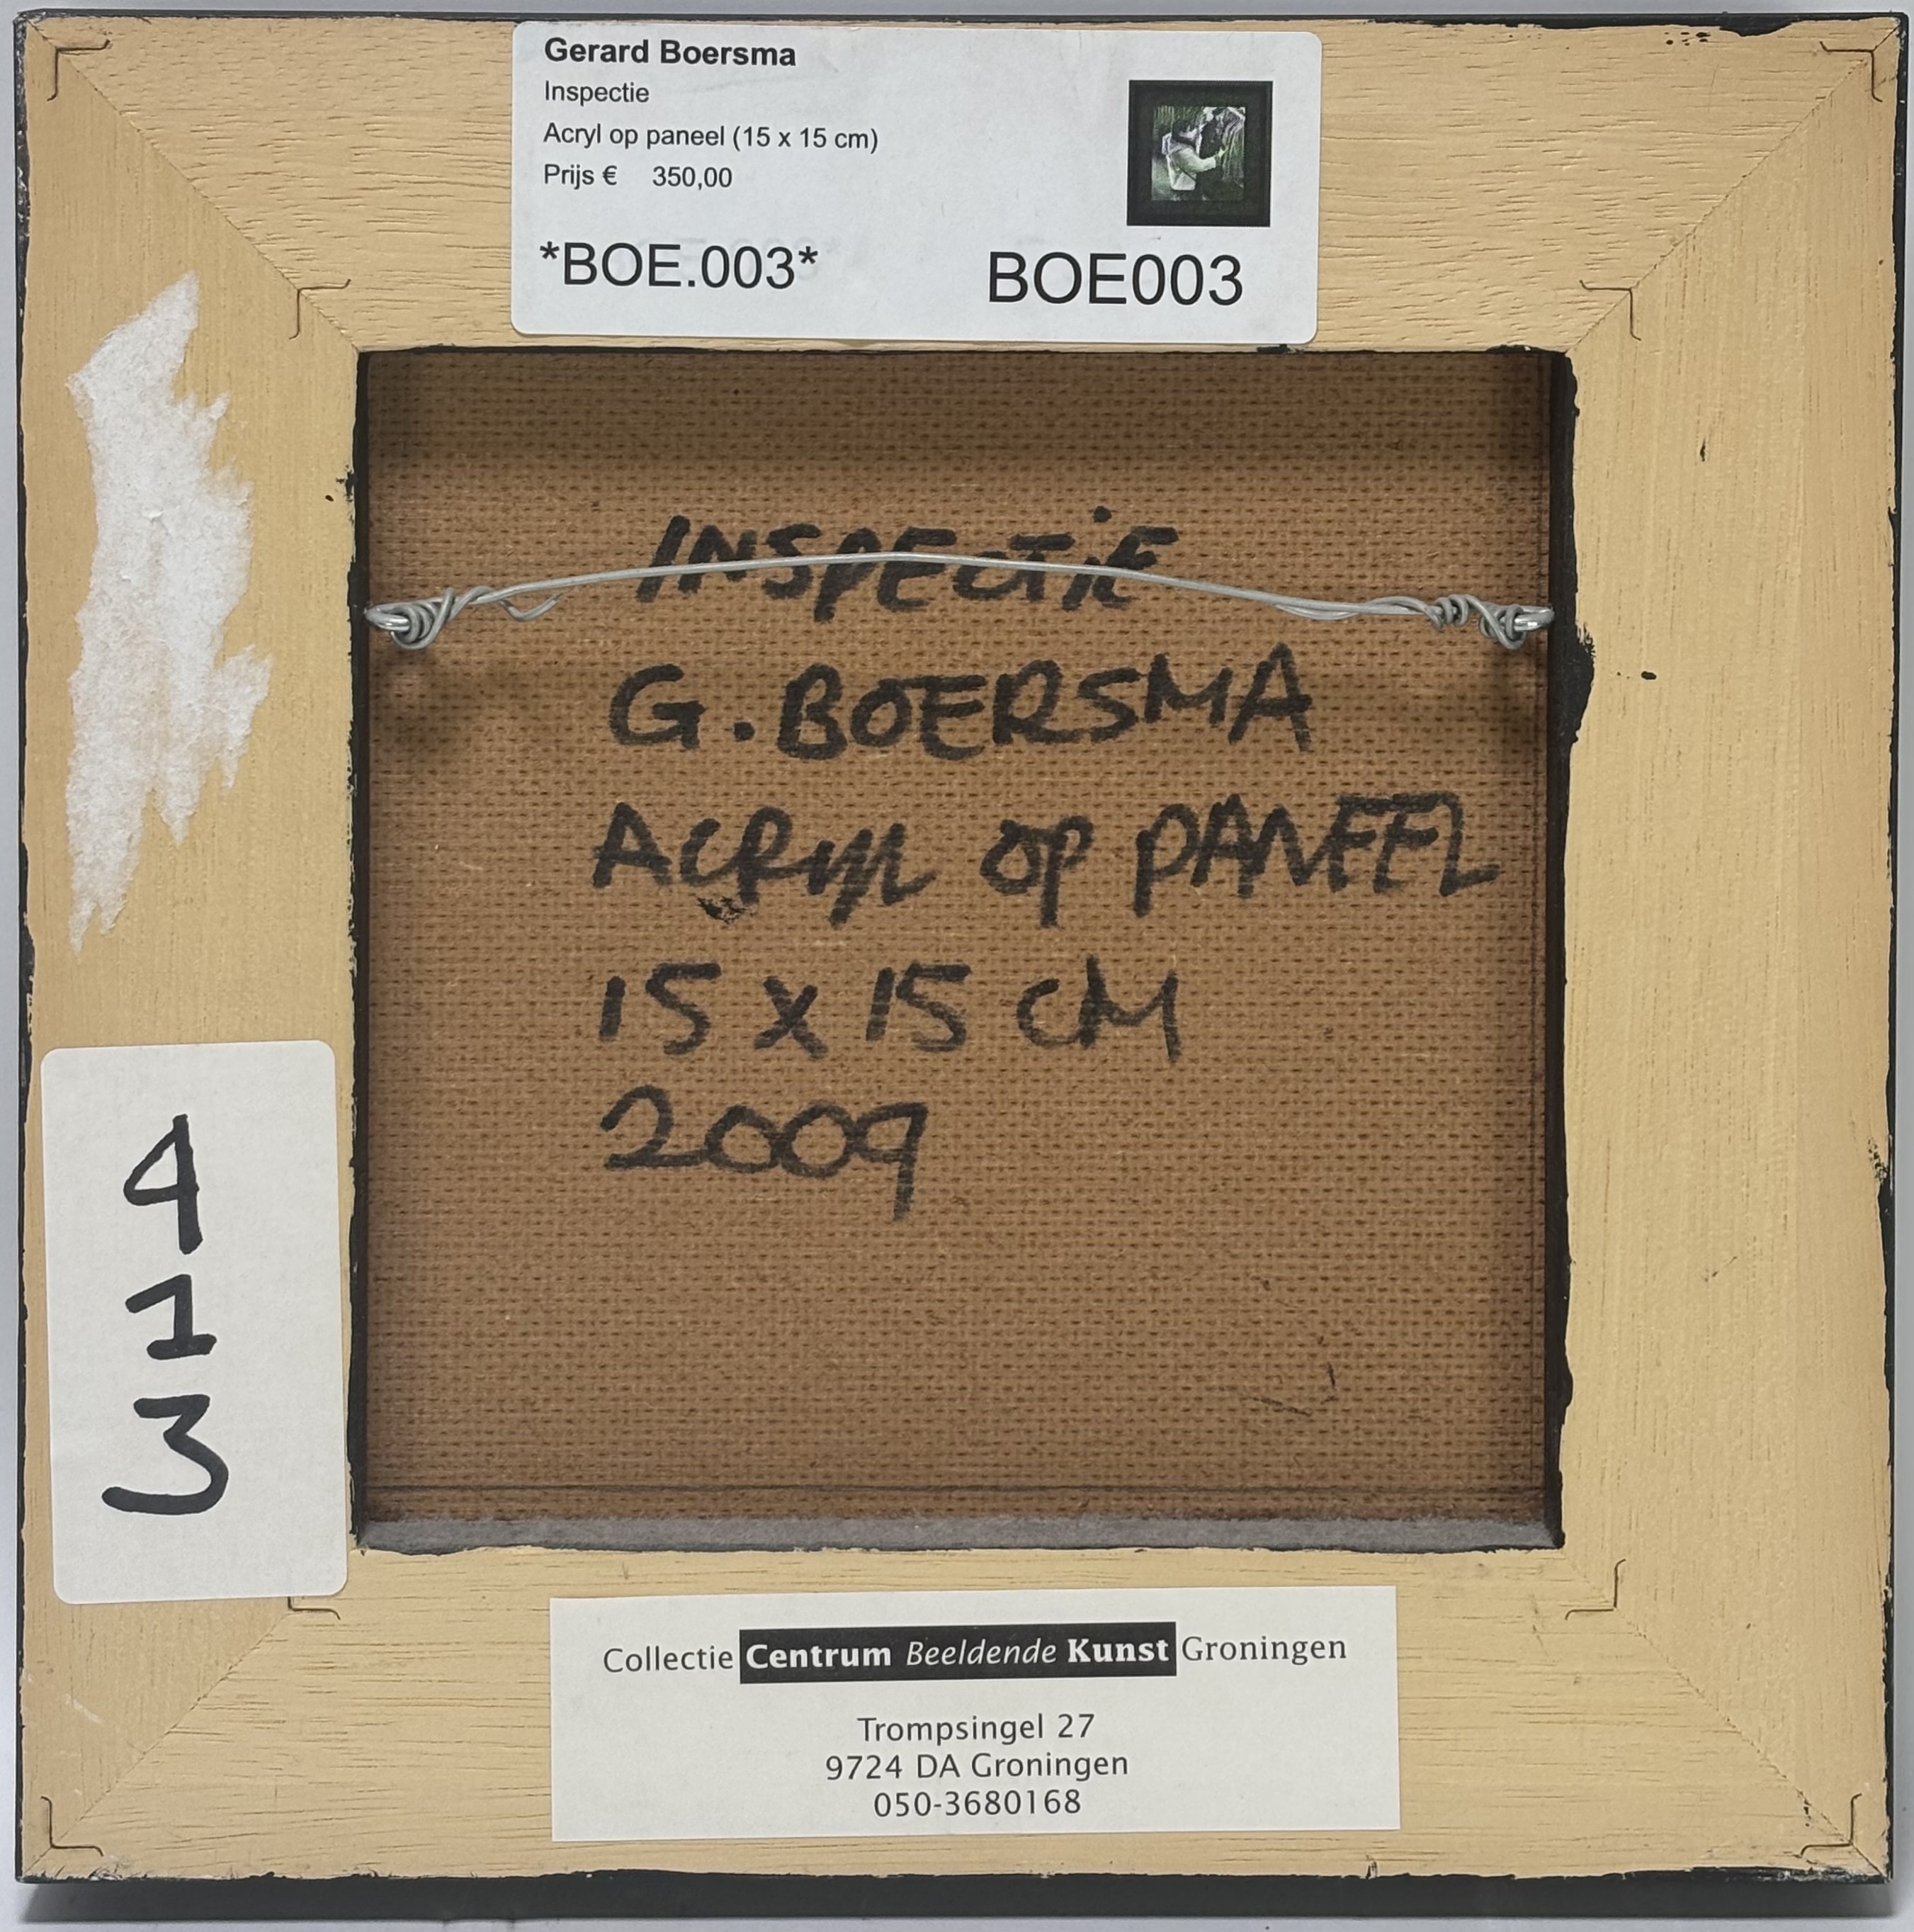 Gerard Boersma
Inspectie
Acryl op paneel (15 x 15 cm)
Prijs € 350,00
*BOE.003* BOE003
INSPECTIE
G. BOERSMA
ACRYL OP PANEEL
15 X 15 CM
2009
4
1
3
Collectie Centrum Beeldende Kunst Groningen
Trompsingel 27
9724 DA Groningen
050-3680168